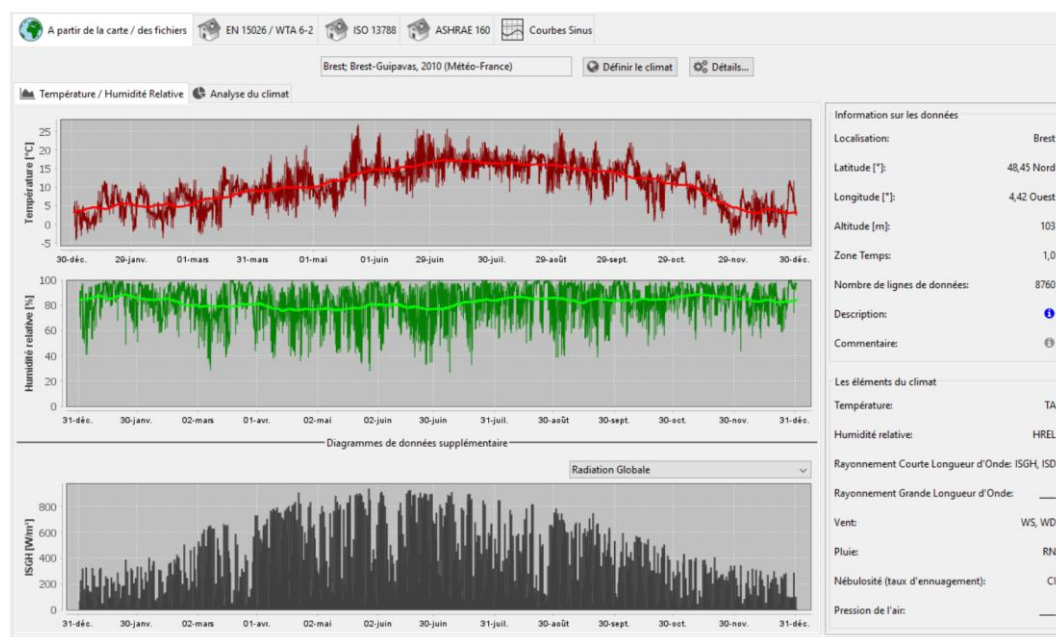 A partir de la carte / des fichiers EN 15026 / WTA 6-2 ISO 13788 ASHRAE 160 Courbes Sinus
Brest; Brest-Guipavas, 2010 (Météo-France) Définir le climat Détails...
Température / Humidité Relative Analyse du climat
Température [°C]
25
20
15
10
5
0
-5
30-déc. 29-janv. 01-mars 31-mars 01-mai 01-juin 29-juin 30-juil. 29-août 29-sept. 29-oct. 29-nov. 30-déc.
Humidité relative [%]
100
80
60
40
20
0
31-déc. 30-janv. 02-mars 01-avr. 02-mai 02-juin 30-juin 31-juil. 30-août 30-sept. 30-oct. 30-nov. 31-déc.
Diagrammes de données supplémentaire
Radiation Globale
ISGH [W/m²]
800
600
400
200
0
31-déc. 30-janv. 02-mars 01-avr. 02-mai 02-juin 30-juin 31-juil. 30-août 30-sept. 30-oct. 30-nov. 31-déc.
Information sur les données
Localisation: Brest
Latitude [°]: 48,45 Nord
Longitude [°]: 4,42 Ouest
Altitude [m]: 103
Zone Temps: 1,0
Nombre de lignes de données: 8760
Description:
Commentaire:
Les éléments du climat
Température: TA
Humidité relative: HREL
Rayonnement Courte Longueur d'Onde: ISGH, ISD
Rayonnement Grande Longueur d'Onde: __
Vent: WS, WD
Pluie: RN
Nébulosité (taux d'ennuagement): CI
Pression de l'air: __